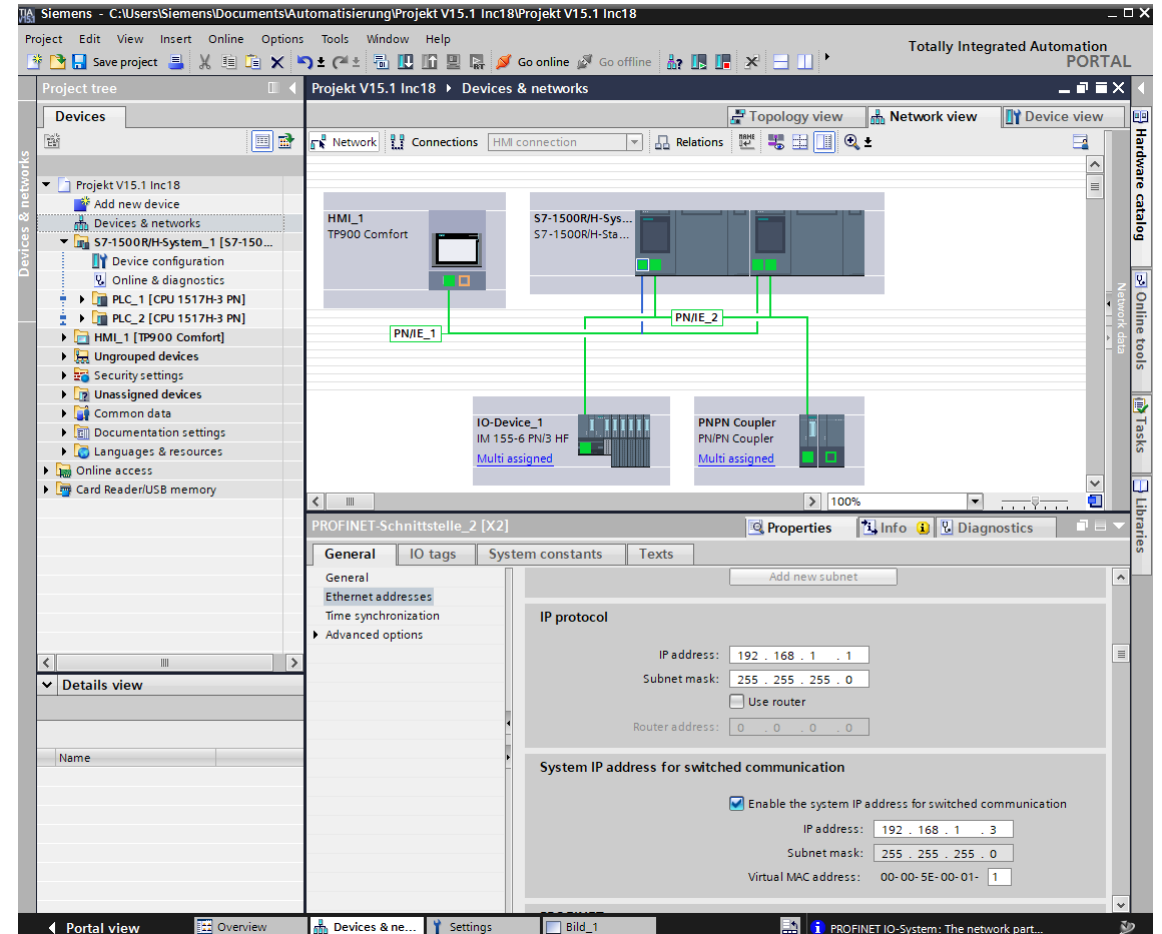 Siemens - C:\Users\Siemens\Documents\Automatisierung\Projekt V15.1 Inc18\Projekt V15.1 Inc18
Project Edit View Insert Online Options Tools Window Help
Totally Integrated Automation
PORTAL
Save project
Go online
Go offline
Project tree
Devices
Devices & networks
Projekt V15.1 Inc18
Add new device
Devices & networks
S7-1500R/H-System_1 [S7-150...
Device configuration
Online & diagnostics
PLC_1 [CPU 1517H-3 PN]
PLC_2 [CPU 1517H-3 PN]
HMI_1 [TP900 Comfort]
Ungrouped devices
Security settings
Unassigned devices
Common data
Documentation settings
Languages & resources
Online access
Card Reader/USB memory
Details view
Name
Projekt V15.1 Inc18 ▸ Devices & networks
Topology view
Network view
Device view
Network
Connections
HMI connection
Relations
HMI_1
TP900 Comfort
S7-1500R/H-Sys...
S7-1500R/H-Sta...
PN/IE_2
PN/IE_1
IO-Device_1
IM 155-6 PN/3 HF
Multi assigned
PNPN Coupler
PN/PN Coupler
Multi assigned
100%
Network data
Hardware catalog
Online tools
Tasks
Libraries
PROFINET-Schnittstelle_2 [X2]
Properties
Info
Diagnostics
General
IO tags
System constants
Texts
General
Ethernet addresses
Time synchronization
Advanced options
Add new subnet
IP protocol
IP address: 192 . 168 . 1 . 1
Subnet mask: 255 . 255 . 255 . 0
Use router
Router address: 0 . 0 . 0 . 0
System IP address for switched communication
Enable the system IP address for switched communication
IP address: 192 . 168 . 1 . 3
Subnet mask: 255 . 255 . 255 . 0
Virtual MAC address: 00-00-5E-00-01- 1
Portal view
Overview
Devices & ne...
Settings
Bild_1
PROFINET IO-System: The network part...